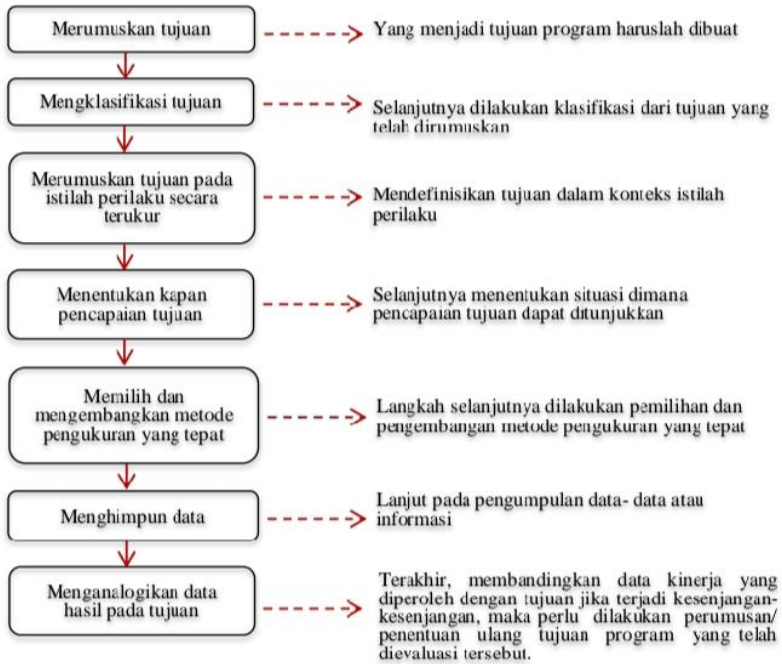 Merumuskan tujuan
Yang menjadi tujuan program haruslah dibuat
Mengklasifikasi tujuan
Selanjutnya dilakukan klasifikasi dari tujuan yang
telah dirumuskan
Merumuskan tujuan pada
istilah perilaku secara
terukur
Mendefinisikan tujuan dalam konteks istilah
perilaku
Menentukan kapan
pencapaian tujuan
Selanjutnya menentukan situasi dimana
pencapaian tujuan dapat ditunjukkan
Memilih dan
mengembangkan metode
pengukuran yang tepat
Langkah selanjutnya dilakukan pemilihan dan
pengembangan metode pengukuran yang tepat
Menghimpun data
Lanjut pada pengumpulan data- data atau
informasi
Menganalogikan data
hasil pada tujuan
Terakhir, membandingkan data kinerja yang
diperoleh dengan tujuan jika terjadi kesenjangan-
kesenjangan, maka perlu dilakukan perumusan/
penentuan ulang tujuan program yang telah
dievaluasi tersebut.